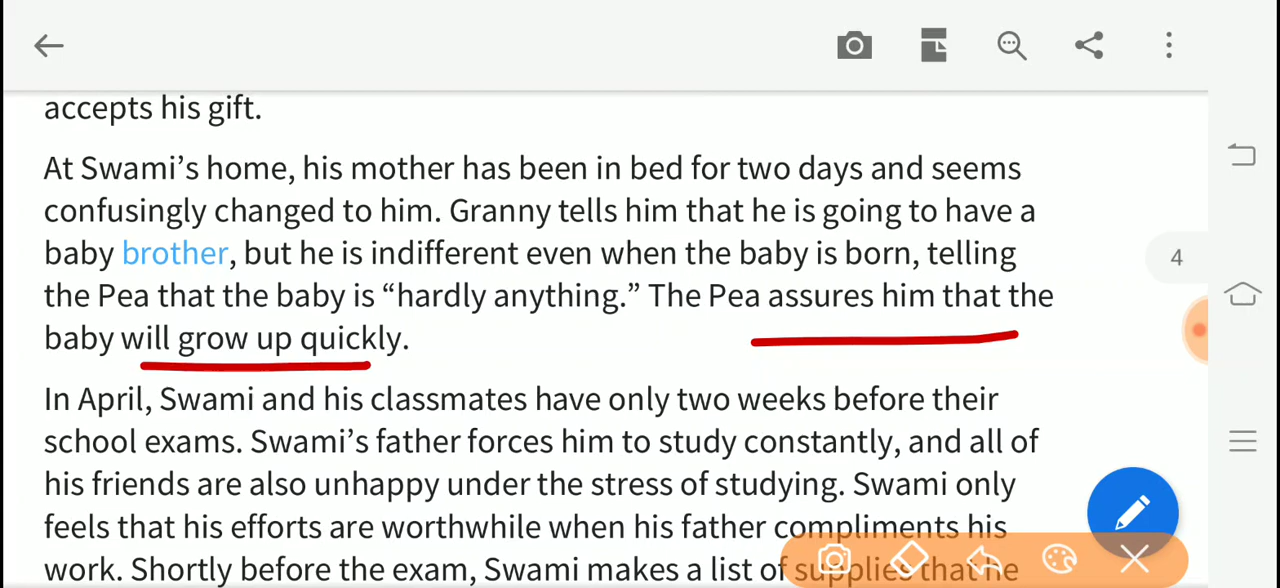 accepts his gift.
At Swami’s home, his mother has been in bed for two days and seems
confusingly changed to him. Granny tells him that he is going to have a
baby brother, but he is indifferent even when the baby is born, telling
the Pea that the baby is “hardly anything.” The Pea assures him that the
baby will grow up quickly.
4
In April, Swami and his classmates have only two weeks before their
school exams. Swami’s father forces him to study constantly, and all of
his friends are also unhappy under the stress of studying. Swami only
feels that his efforts are worthwhile when his father compliments his
work. Shortly before the exam, Swami makes a list of supplies that he